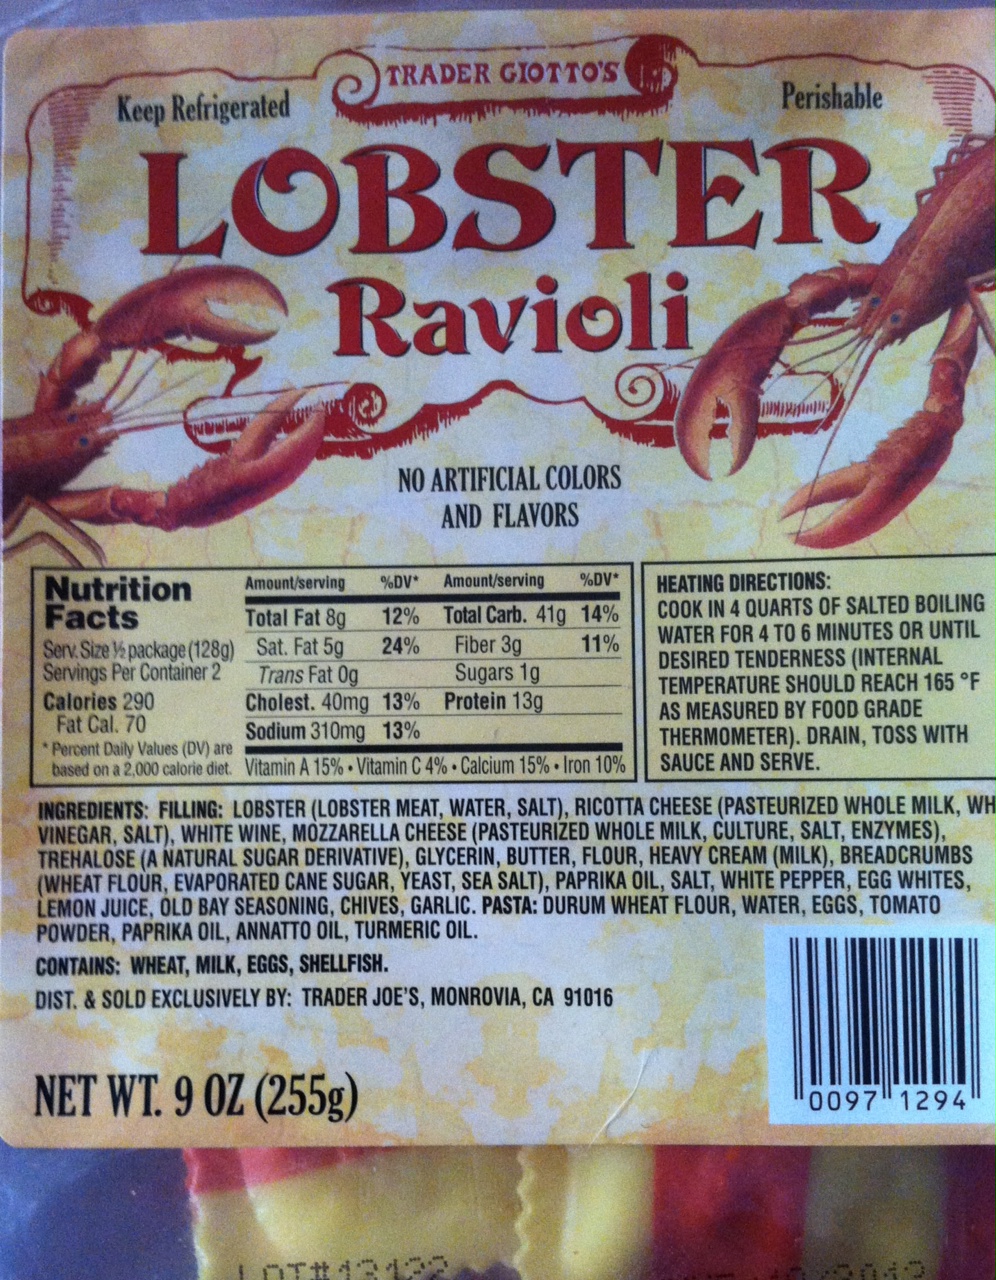 TRADER GIOTTO'S
Keep Refrigerated
Perishable
LOBSTER
Ravioli
NO ARTIFICIAL COLORS
AND FLAVORS
Nutrition
Facts
Serv. Size ½ package (128g)
Servings Per Container 2
Calories 290
Fat Cal. 70
* Percent Daily Values (DV) are
based on a 2,000 calorie diet.
Amount/serving %DV* Amount/serving %DV*
Total Fat 8g 12% Total Carb. 41g 14%
Sat. Fat 5g 24% Fiber 3g 11%
Trans Fat 0g Sugars 1g
Cholest. 40mg 13% Protein 13g
Sodium 310mg 13%
Vitamin A 15% • Vitamin C 4% • Calcium 15% • Iron 10%
HEATING DIRECTIONS:
COOK IN 4 QUARTS OF SALTED BOILING
WATER FOR 4 TO 6 MINUTES OR UNTIL
DESIRED TENDERNESS (INTERNAL
TEMPERATURE SHOULD REACH 165 °F
AS MEASURED BY FOOD GRADE
THERMOMETER). DRAIN, TOSS WITH
SAUCE AND SERVE.
INGREDIENTS: FILLING: LOBSTER (LOBSTER MEAT, WATER, SALT), RICOTTA CHEESE (PASTEURIZED WHOLE MILK, WH
VINEGAR, SALT), WHITE WINE, MOZZARELLA CHEESE (PASTEURIZED WHOLE MILK, CULTURE, SALT, ENZYMES),
TREHALOSE (A NATURAL SUGAR DERIVATIVE), GLYCERIN, BUTTER, FLOUR, HEAVY CREAM (MILK), BREADCRUMBS
(WHEAT FLOUR, EVAPORATED CANE SUGAR, YEAST, SEA SALT), PAPRIKA OIL, SALT, WHITE PEPPER, EGG WHITES,
LEMON JUICE, OLD BAY SEASONING, CHIVES, GARLIC. PASTA: DURUM WHEAT FLOUR, WATER, EGGS, TOMATO
POWDER, PAPRIKA OIL, ANNATTO OIL, TURMERIC OIL.
CONTAINS: WHEAT, MILK, EGGS, SHELLFISH.
DIST. & SOLD EXCLUSIVELY BY: TRADER JOE'S, MONROVIA, CA 91016
NET WT. 9 OZ (255g)
0097 1294
LOT# 13122